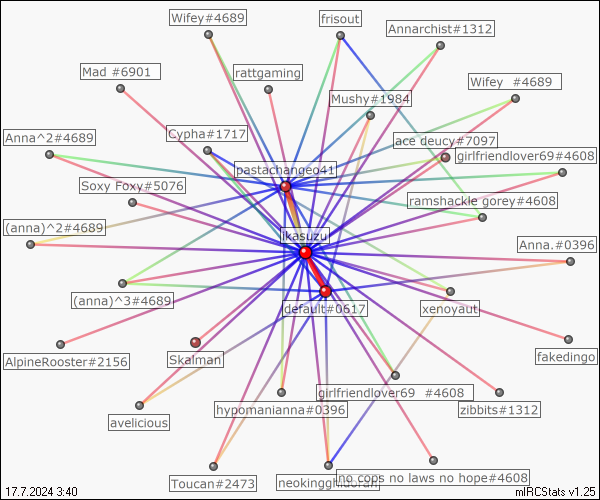 Wifey#4689
frisout
Annarchist#1312
Mad #6901
rattgaming
Wifey  #4689
Mushy#1984
Anna^2#4689
Cypha#1717
ace deucy#7097
girlfriendlover69#4608
pastachangeo41
Soxy Foxy#5076
ramshackle gorey#4608
(anna)^2#4689
ikasuzu
Anna.#0396
(anna)^3#4689
default#0617
xenoyaut
AlpineRooster#2156
Skalman
fakedingo
girlfriendlover69  #4608
avelicious
hypomanianna#0396
zibbits#1312
Toucan#2473
neokingghidorah
no cops no laws no hope#4608
17.7.2024 3:40
mIRCStats v1.25